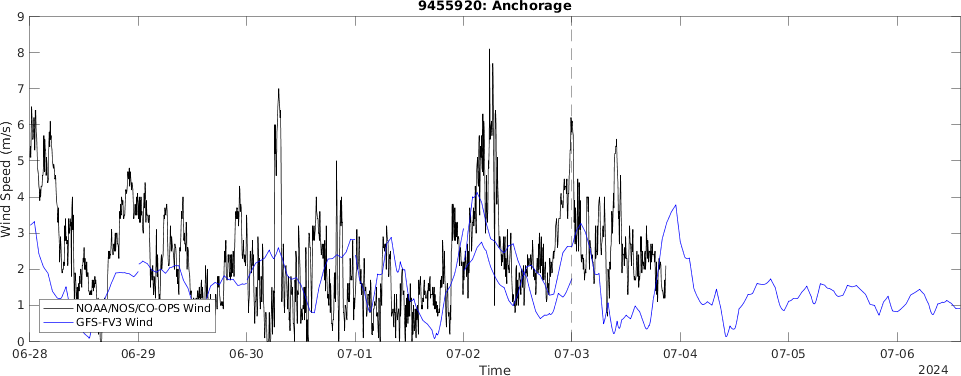 9455920: Anchorage
9
8
7
6
5
4
3
2
1
0
Wind Speed (m/s)
NOAA/NOS/CO-OPS Wind
GFS-FV3 Wind
06-28 06-29 06-30 07-01 07-02 07-03 07-04 07-05 07-06
Time
2024